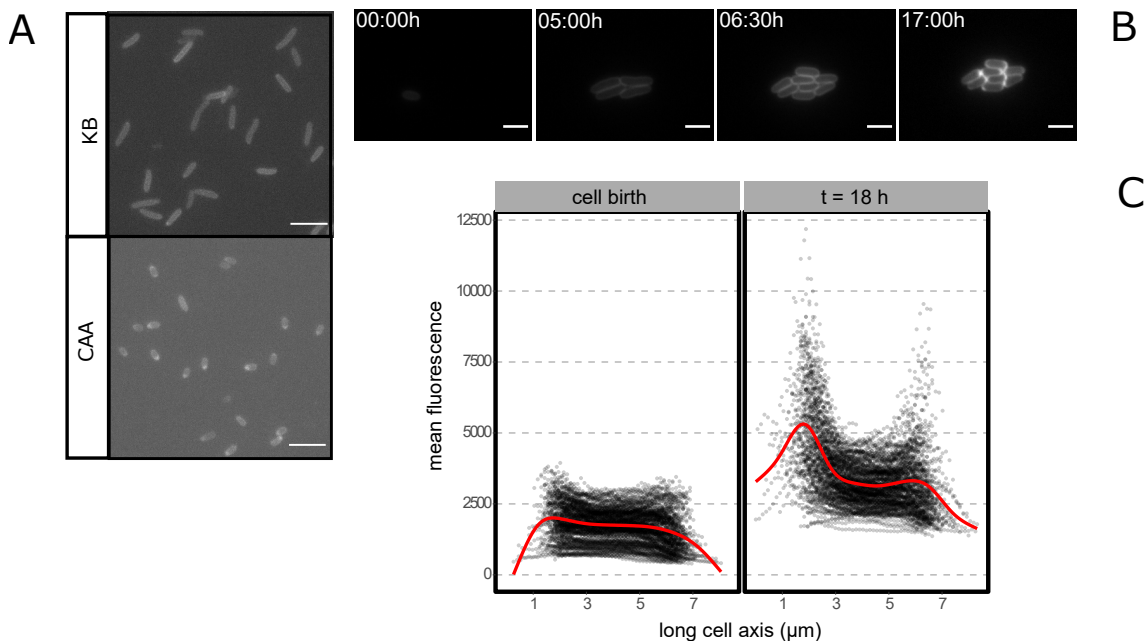 A
KB
CAA
00:00h
05:00h
06:30h
17:00h
B
C
cell birth
t = 18 h
mean fluorescence
12500
10000
7500
5000
2500
0
1 3 5 7
1 3 5 7
long cell axis (µm)